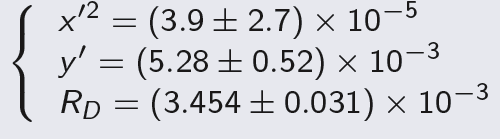 x′² = (3.9 ± 2.7) × 10⁻⁵
y′ = (5.28 ± 0.52) × 10⁻³
R_D = (3.454 ± 0.031) × 10⁻³